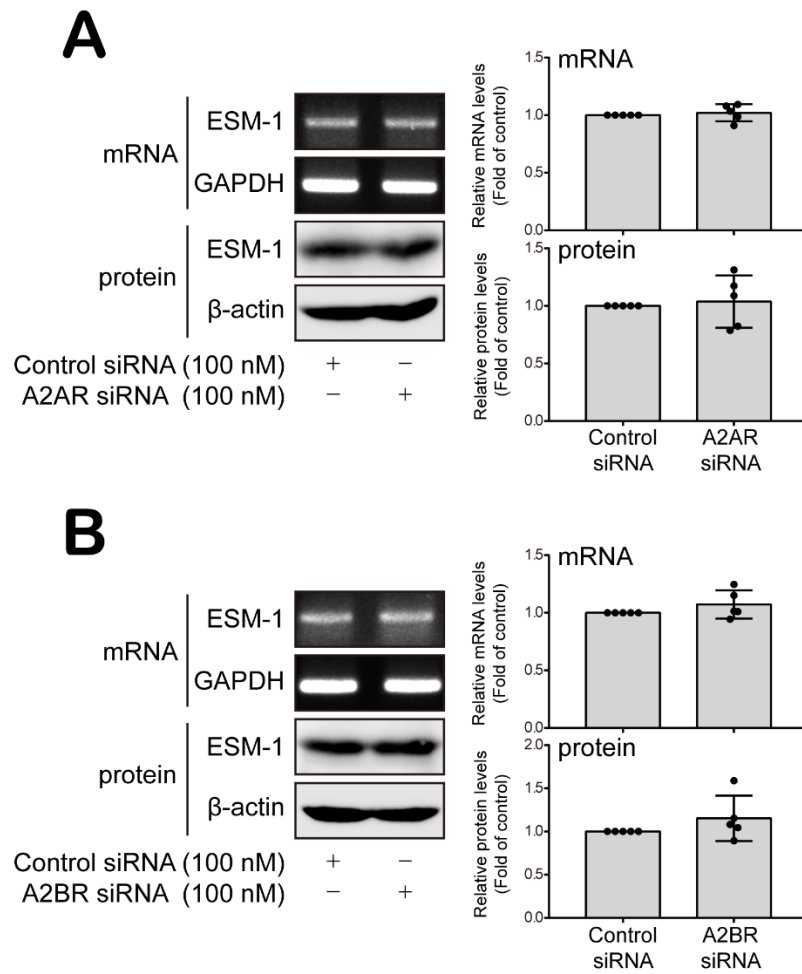 A
mRNA
ESM-1
GAPDH
protein
ESM-1
β-actin
Control siRNA (100 nM) + −
A2AR siRNA (100 nM) − +
mRNA
Relative mRNA levels
(Fold of control)
1.5
1.0
0.5
0.0
protein
Relative protein levels
(Fold of control)
1.5
1.0
0.5
0.0
Control
siRNA
A2AR
siRNA
B
mRNA
ESM-1
GAPDH
protein
ESM-1
β-actin
Control siRNA (100 nM) + −
A2BR siRNA (100 nM) − +
mRNA
Relative mRNA levels
(Fold of control)
1.5
1.0
0.5
0.0
protein
Relative protein levels
(Fold of control)
2.0
1.5
1.0
0.5
0.0
Control
siRNA
A2BR
siRNA